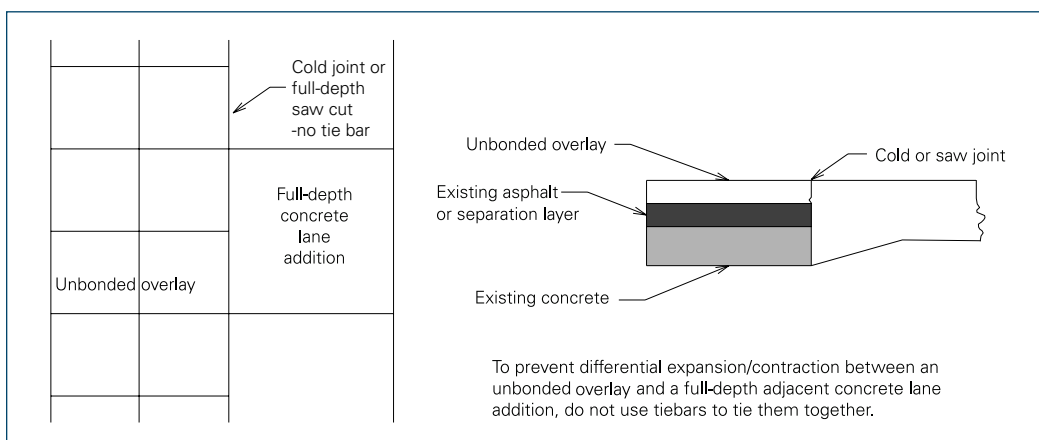 Cold joint or
full-depth
saw cut
-no tie bar
Full-depth
concrete
lane
addition
Unbonded overlay
Unbonded overlay
Cold or saw joint
Existing asphalt
or separation layer
Existing concrete
To prevent differential expansion/contraction between an
unbonded overlay and a full-depth adjacent concrete lane
addition, do not use tiebars to tie them together.